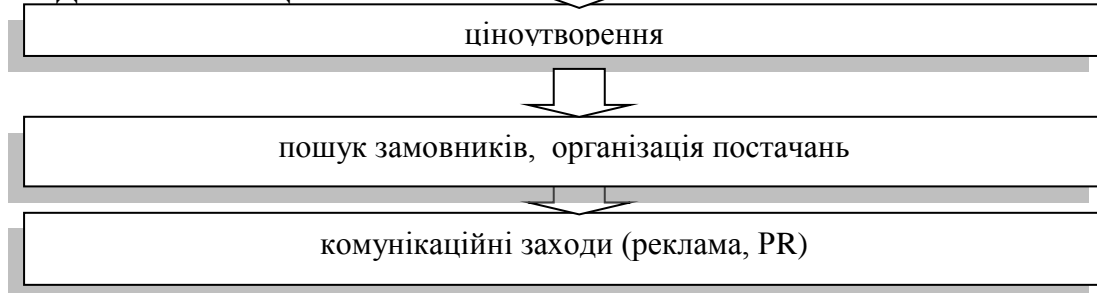 ціноутворення
пошук замовників, організація постачань
комунікаційні заходи (реклама, PR)